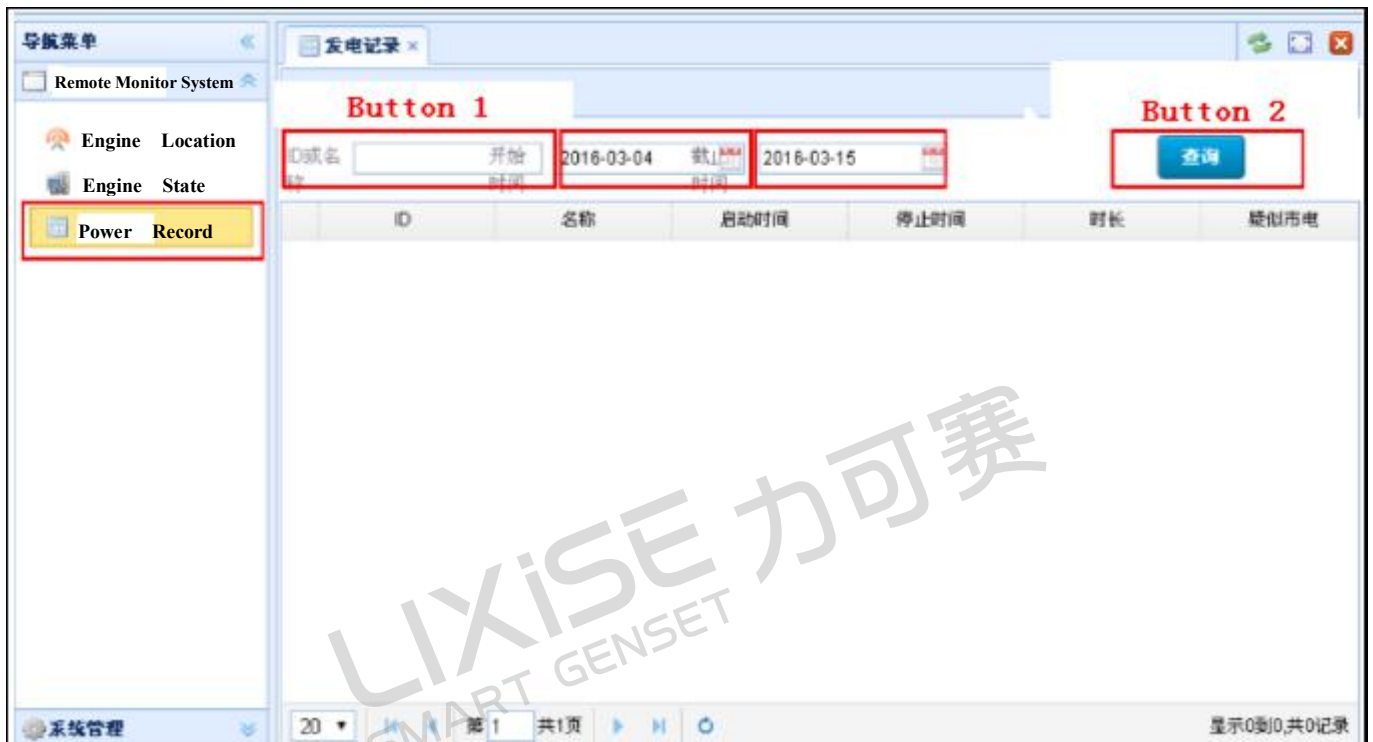 导航菜单
发电记录
Remote Monitor System
Button 1
Button 2
Engine Location
ID或名称
开始时间
2016-03-04
截止时间
2016-03-15
查询
Engine State
Power Record
ID 名称 启动时间 停止时间 时长 疑似市电
LIXiSE 力可赛
SMART GENSET
系统管理
20 第 1 共1页
显示0到0,共0记录